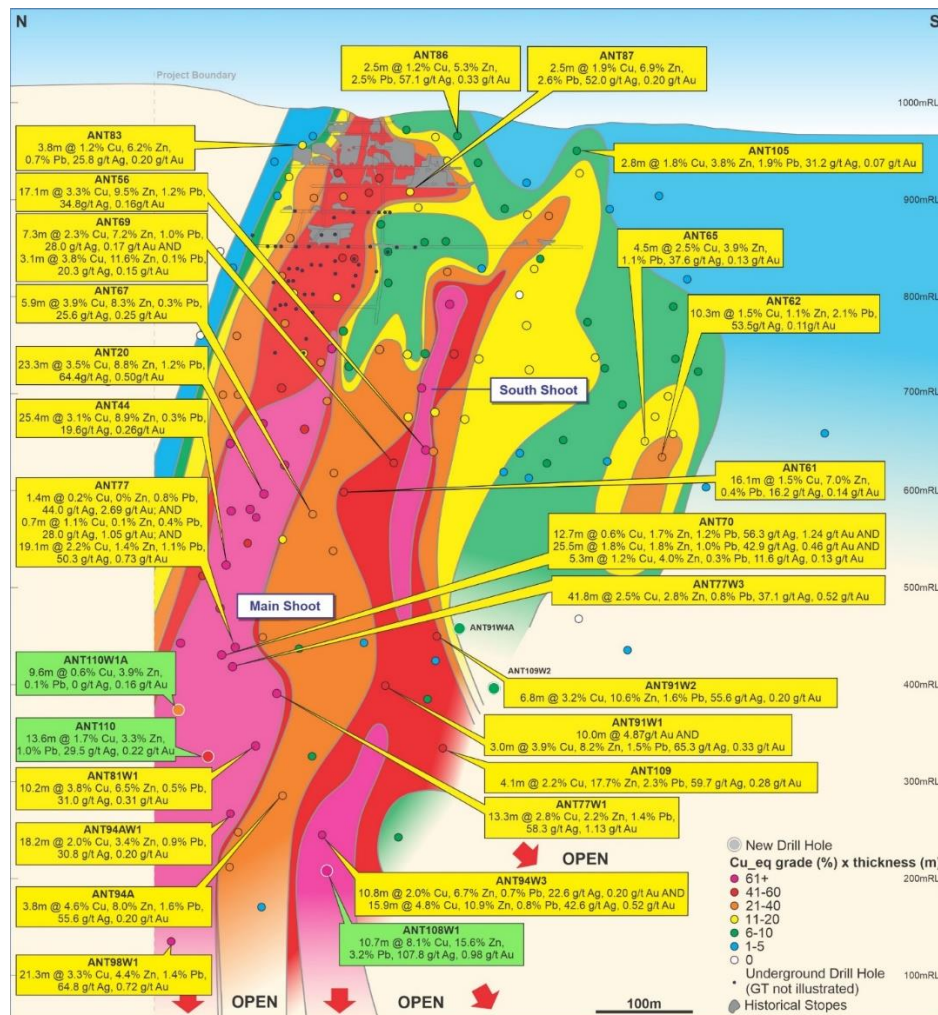 N
S
Project Boundary
ANT86
2.5m @ 1.2% Cu, 5.3% Zn,
2.5% Pb, 57.1 g/t Ag, 0.33 g/t Au
ANT87
2.5m @ 1.9% Cu, 6.9% Zn,
2.6% Pb, 52.0 g/t Ag, 0.20 g/t Au
1000mRL
ANT83
3.8m @ 1.2% Cu, 6.2% Zn,
0.7% Pb, 25.8 g/t Ag, 0.20 g/t Au
ANT105
2.8m @ 1.8% Cu, 3.8% Zn, 1.9% Pb, 31.2 g/t Ag, 0.07 g/t Au
ANT56
17.1m @ 3.3% Cu, 9.5% Zn, 1.2% Pb,
34.8g/t Ag, 0.16g/t Au
900mRL
ANT69
7.3m @ 2.3% Cu, 7.2% Zn, 1.0% Pb,
28.0 g/t Ag, 0.17 g/t Au AND
3.1m @ 3.8% Cu, 11.6% Zn, 0.1% Pb,
20.3 g/t Ag, 0.15 g/t Au
ANT65
4.5m @ 2.5% Cu, 3.9% Zn,
1.1% Pb, 37.6 g/t Ag, 0.13 g/t Au
ANT67
5.9m @ 3.9% Cu, 8.3% Zn, 0.3% Pb,
25.6g/t Ag, 0.25 g/t Au
800mRL
ANT62
10.3m @ 1.5% Cu, 1.1% Zn, 2.1% Pb,
53.5g/t Ag, 0.11g/t Au
ANT20
23.3m @ 3.5% Cu, 8.8% Zn, 1.2% Pb,
64.4g/t Ag, 0.50g/t Au
South Shoot
700mRL
ANT44
25.4m @ 3.1% Cu, 8.9% Zn, 0.3% Pb,
19.6g/t Ag, 0.26g/t Au
ANT61
16.1m @ 1.5% Cu, 7.0% Zn,
0.4% Pb, 16.2 g/t Ag, 0.14 g/t Au
600mRL
ANT77
1.4m @ 0.2% Cu, 0% Zn, 0.8% Pb,
44.0 g/t Ag, 2.69 g/t Au; AND
0.7m @ 1.1% Cu, 0.1% Zn, 0.4% Pb,
28.0 g/t Ag, 1.05 g/t Au; AND
19.1m @ 2.2% Cu, 1.4% Zn, 1.1% Pb,
50.3 g/t Ag, 0.73 g/t Au
ANT70
12.7m @ 0.6% Cu, 1.7% Zn, 1.2% Pb, 56.3 g/t Ag, 1.24 g/t Au AND
25.5m @ 1.8% Cu, 1.8% Zn, 1.0% Pb, 42.9 g/t Ag, 0.46 g/t Au AND
5.3m @ 1.2% Cu, 4.0% Zn, 0.3% Pb, 11.6 g/t Ag, 0.13 g/t Au
500mRL
ANT77W3
41.8m @ 2.5% Cu, 2.8% Zn, 0.8% Pb, 37.1 g/t Ag, 0.52 g/t Au
Main Shoot
ANT91W4A
ANT109W2
ANT110W1A
9.6m @ 0.6% Cu, 3.9% Zn,
0.1% Pb, 0 g/t Ag, 0.16 g/t Au
ANT91W2
6.8m @ 3.2% Cu, 10.6% Zn, 1.6% Pb, 55.6 g/t Ag, 0.20 g/t Au
400mRL
ANT110
13.6m @ 1.7% Cu, 3.3% Zn,
1.0% Pb, 29.5 g/t Ag, 0.22 g/t Au
ANT91W1
10.0m @ 4.87g/t Au AND
3.0m @ 3.9% Cu, 8.2% Zn, 1.5% Pb, 65.3 g/t Ag, 0.33 g/t Au
ANT81W1
10.2m @ 3.8% Cu, 6.5% Zn, 0.5% Pb,
31.0 g/t Ag, 0.31 g/t Au
ANT109
4.1m @ 2.2% Cu, 17.7% Zn, 2.3% Pb, 59.7 g/t Ag, 0.28 g/t Au
300mRL
ANT77W1
13.3m @ 2.8% Cu, 2.2% Zn, 1.4% Pb,
58.3 g/t Ag, 1.13 g/t Au
ANT94AW1
18.2m @ 2.0% Cu, 3.4% Zn, 0.9% Pb,
30.8 g/t Ag, 0.20 g/t Au
OPEN
ANT94A
3.8m @ 4.6% Cu, 8.0% Zn, 1.6% Pb,
55.6 g/t Ag, 0.20 g/t Au
ANT94W3
10.8m @ 2.0% Cu, 6.7% Zn, 0.7% Pb, 22.6 g/t Ag, 0.20 g/t Au AND
15.9m @ 4.8% Cu, 10.9% Zn, 0.8% Pb, 42.6 g/t Ag, 0.52 g/t Au
200mRL
ANT108W1
10.7m @ 8.1% Cu, 15.6% Zn,
3.2% Pb, 107.8 g/t Ag, 0.98 g/t Au
ANT98W1
21.3m @ 3.3% Cu, 4.4% Zn, 1.4% Pb,
64.8 g/t Ag, 0.72 g/t Au
New Drill Hole
Cu_eq grade (%) x thickness (m)
61+
41-60
21-40
11-20
6-10
1-5
0
Underground Drill Hole
(GT not illustrated)
Historical Stopes
100mRL
OPEN
OPEN
100m